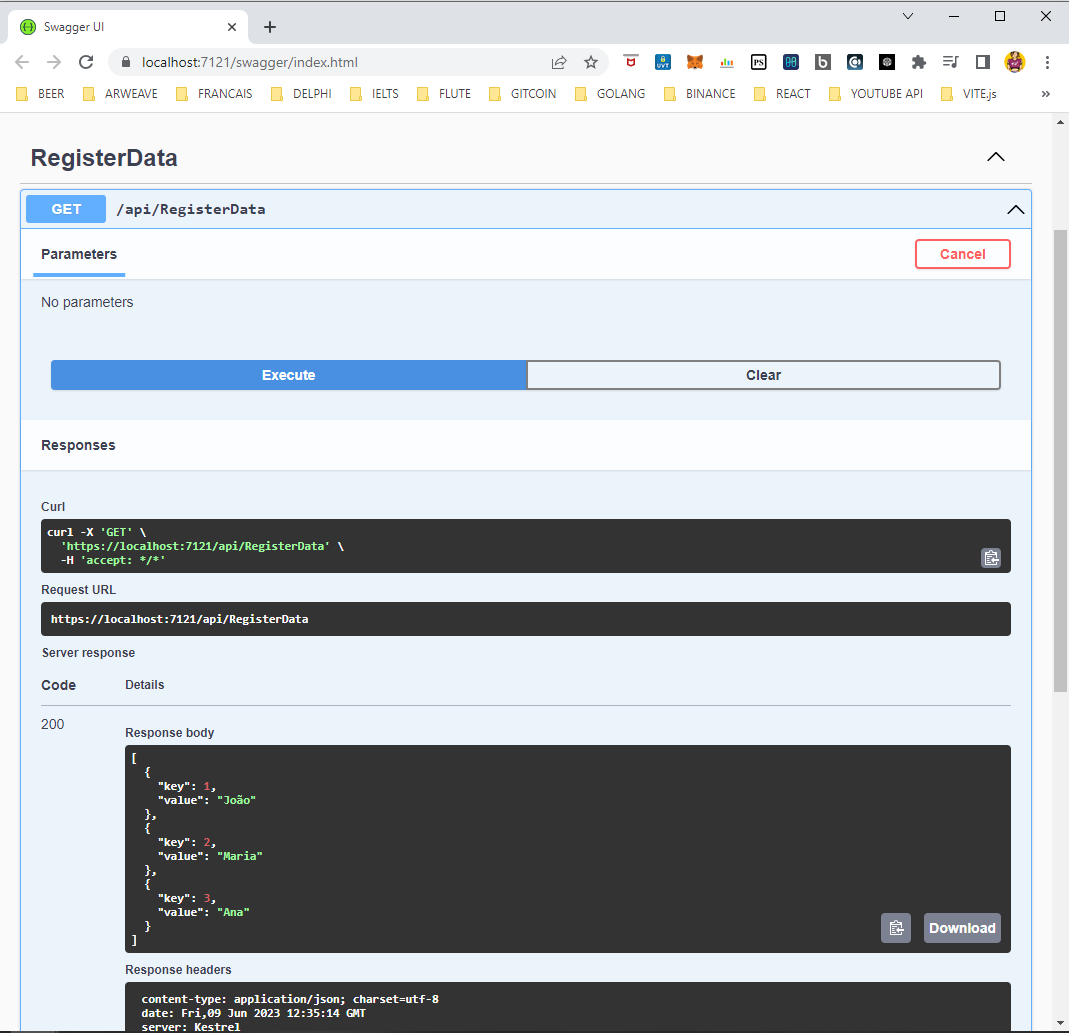 Swagger UI
localhost:7121/swagger/index.html
BEER ARWEAVE FRANCAIS DELPHI IELTS FLUTE GITCOIN GOLANG BINANCE REACT YOUTUBE API VITE.js »
RegisterData
GET /api/RegisterData
Parameters Cancel
No parameters
Execute Clear
Responses
Curl
curl -X 'GET' \
'https://localhost:7121/api/RegisterData' \
-H 'accept: */*'
Request URL
https://localhost:7121/api/RegisterData
Server response
Code Details
200
Response body
[
{
"key": 1,
"value": "João"
},
{
"key": 2,
"value": "Maria"
},
{
"key": 3,
"value": "Ana"
}
]
Download
Response headers
content-type: application/json; charset=utf-8
date: Fri,09 Jun 2023 12:35:14 GMT
server: Kestrel